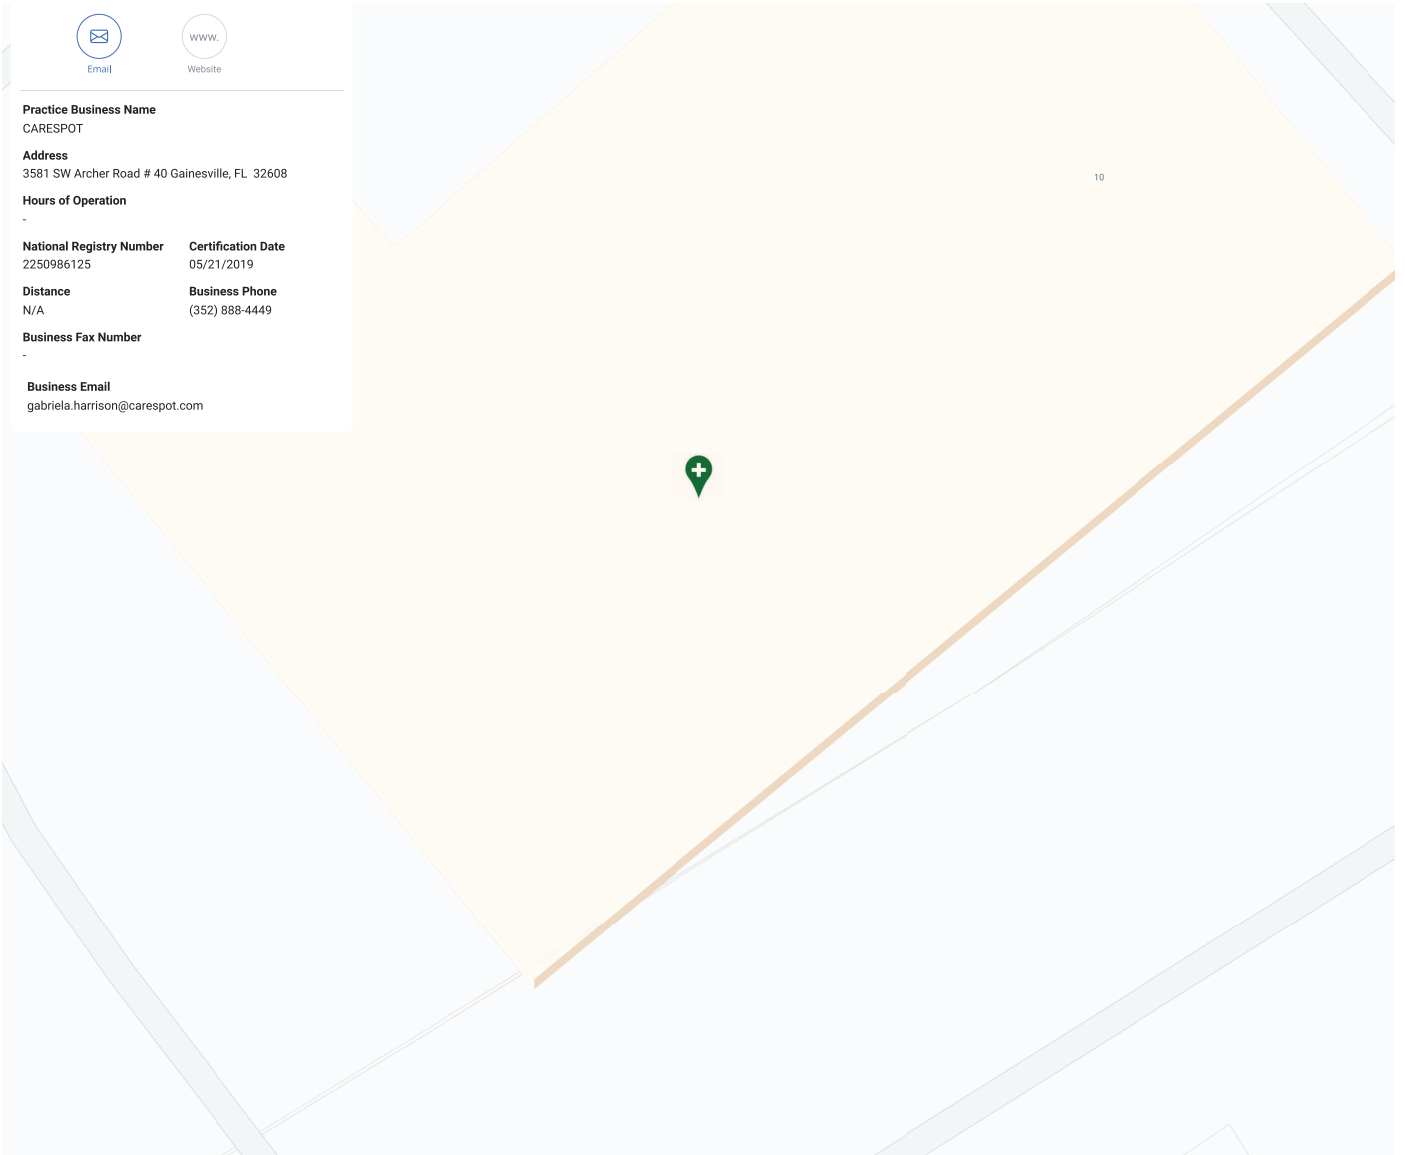 www.
Email
Website
Practice Business Name
CARESPOT
Address
3581 SW Archer Road # 40 Gainesville, FL  32608
Hours of Operation
-
National Registry Number
2250986125
Certification Date
05/21/2019
Distance
N/A
Business Phone
(352) 888-4449
Business Fax Number
-
Business Email
gabriela.harrison@carespot.com
10